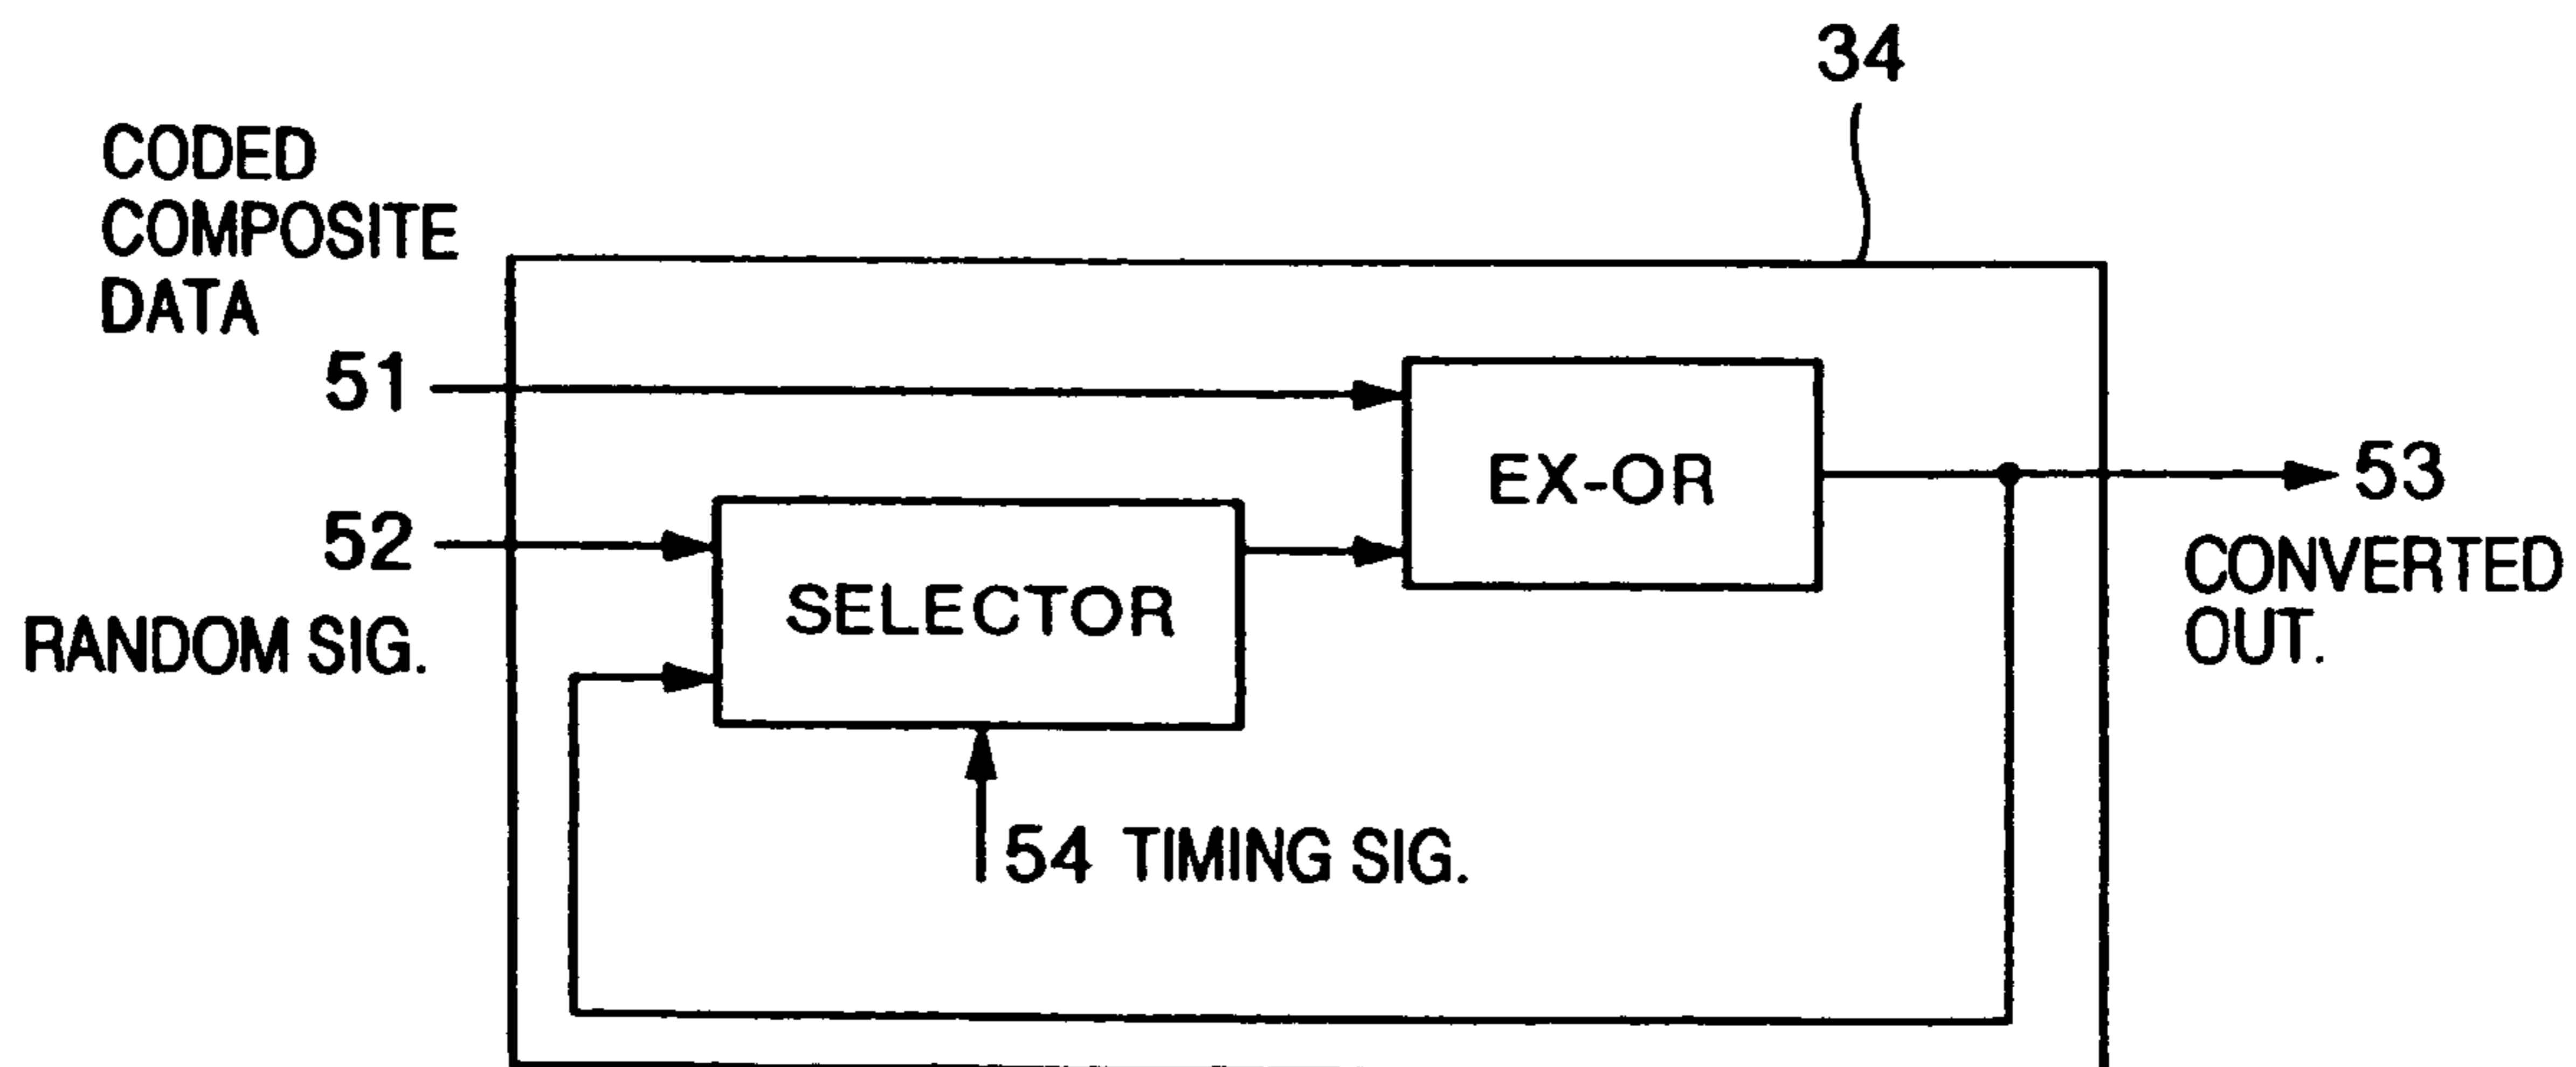 34
CODED
COMPOSITE
DATA
51
EX-OR
53
CONVERTED
OUT.
52
RANDOM SIG.
SELECTOR
54 TIMING SIG.